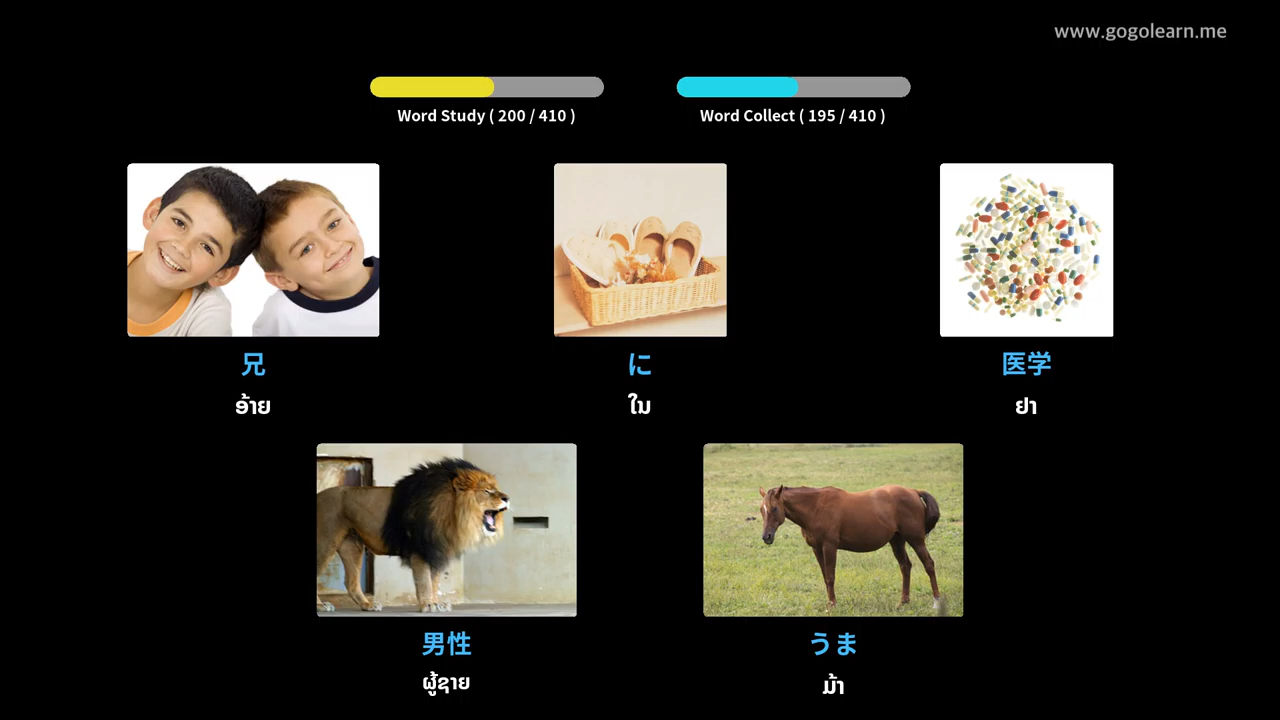 www.gogolearn.me
Word Study ( 200 / 410 )
Word Collect ( 195 / 410 )
兄
に
医学
ອ້າຍ
ໃນ
ຢາ
男性
うま
ຜູ້ຊາຍ
ມ້າ